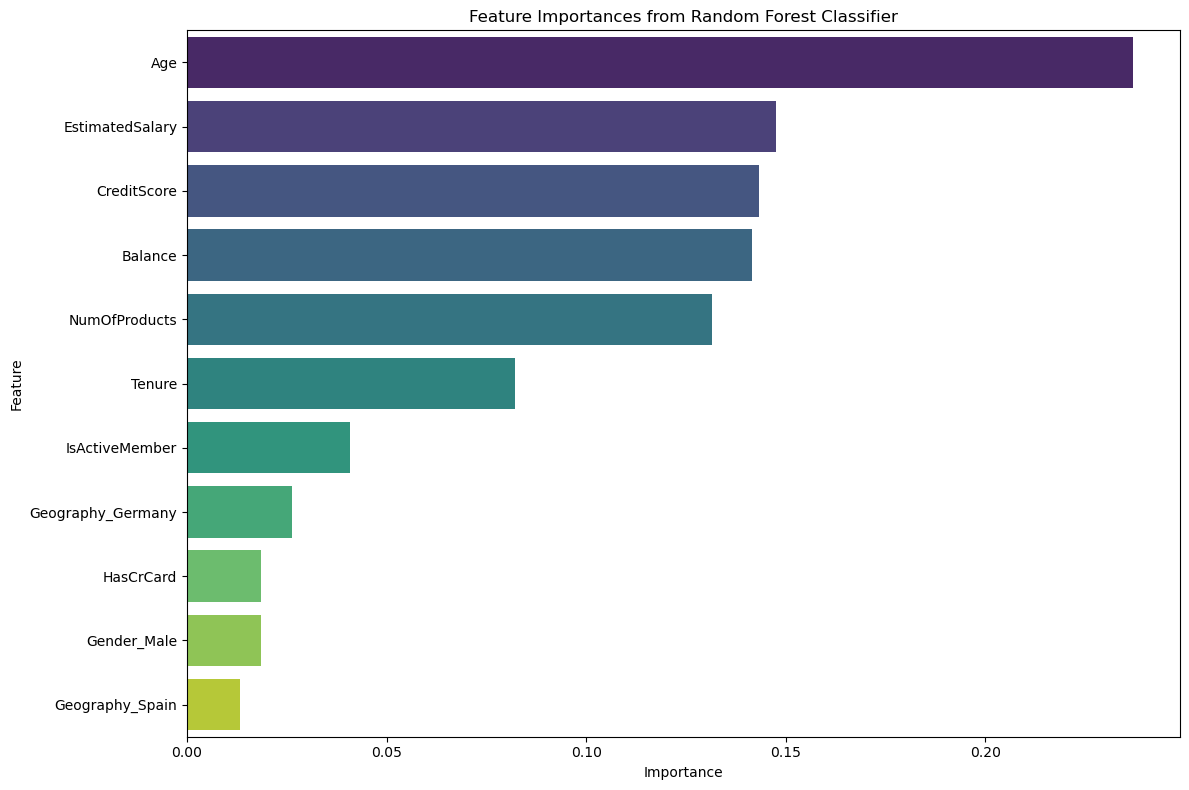 Feature Importances from Random Forest Classifier
Age
EstimatedSalary
CreditScore
Balance
NumOfProducts
Tenure
IsActiveMember
Geography_Germany
HasCrCard
Gender_Male
Geography_Spain
Feature
0.00 0.05 0.10 0.15 0.20
Importance